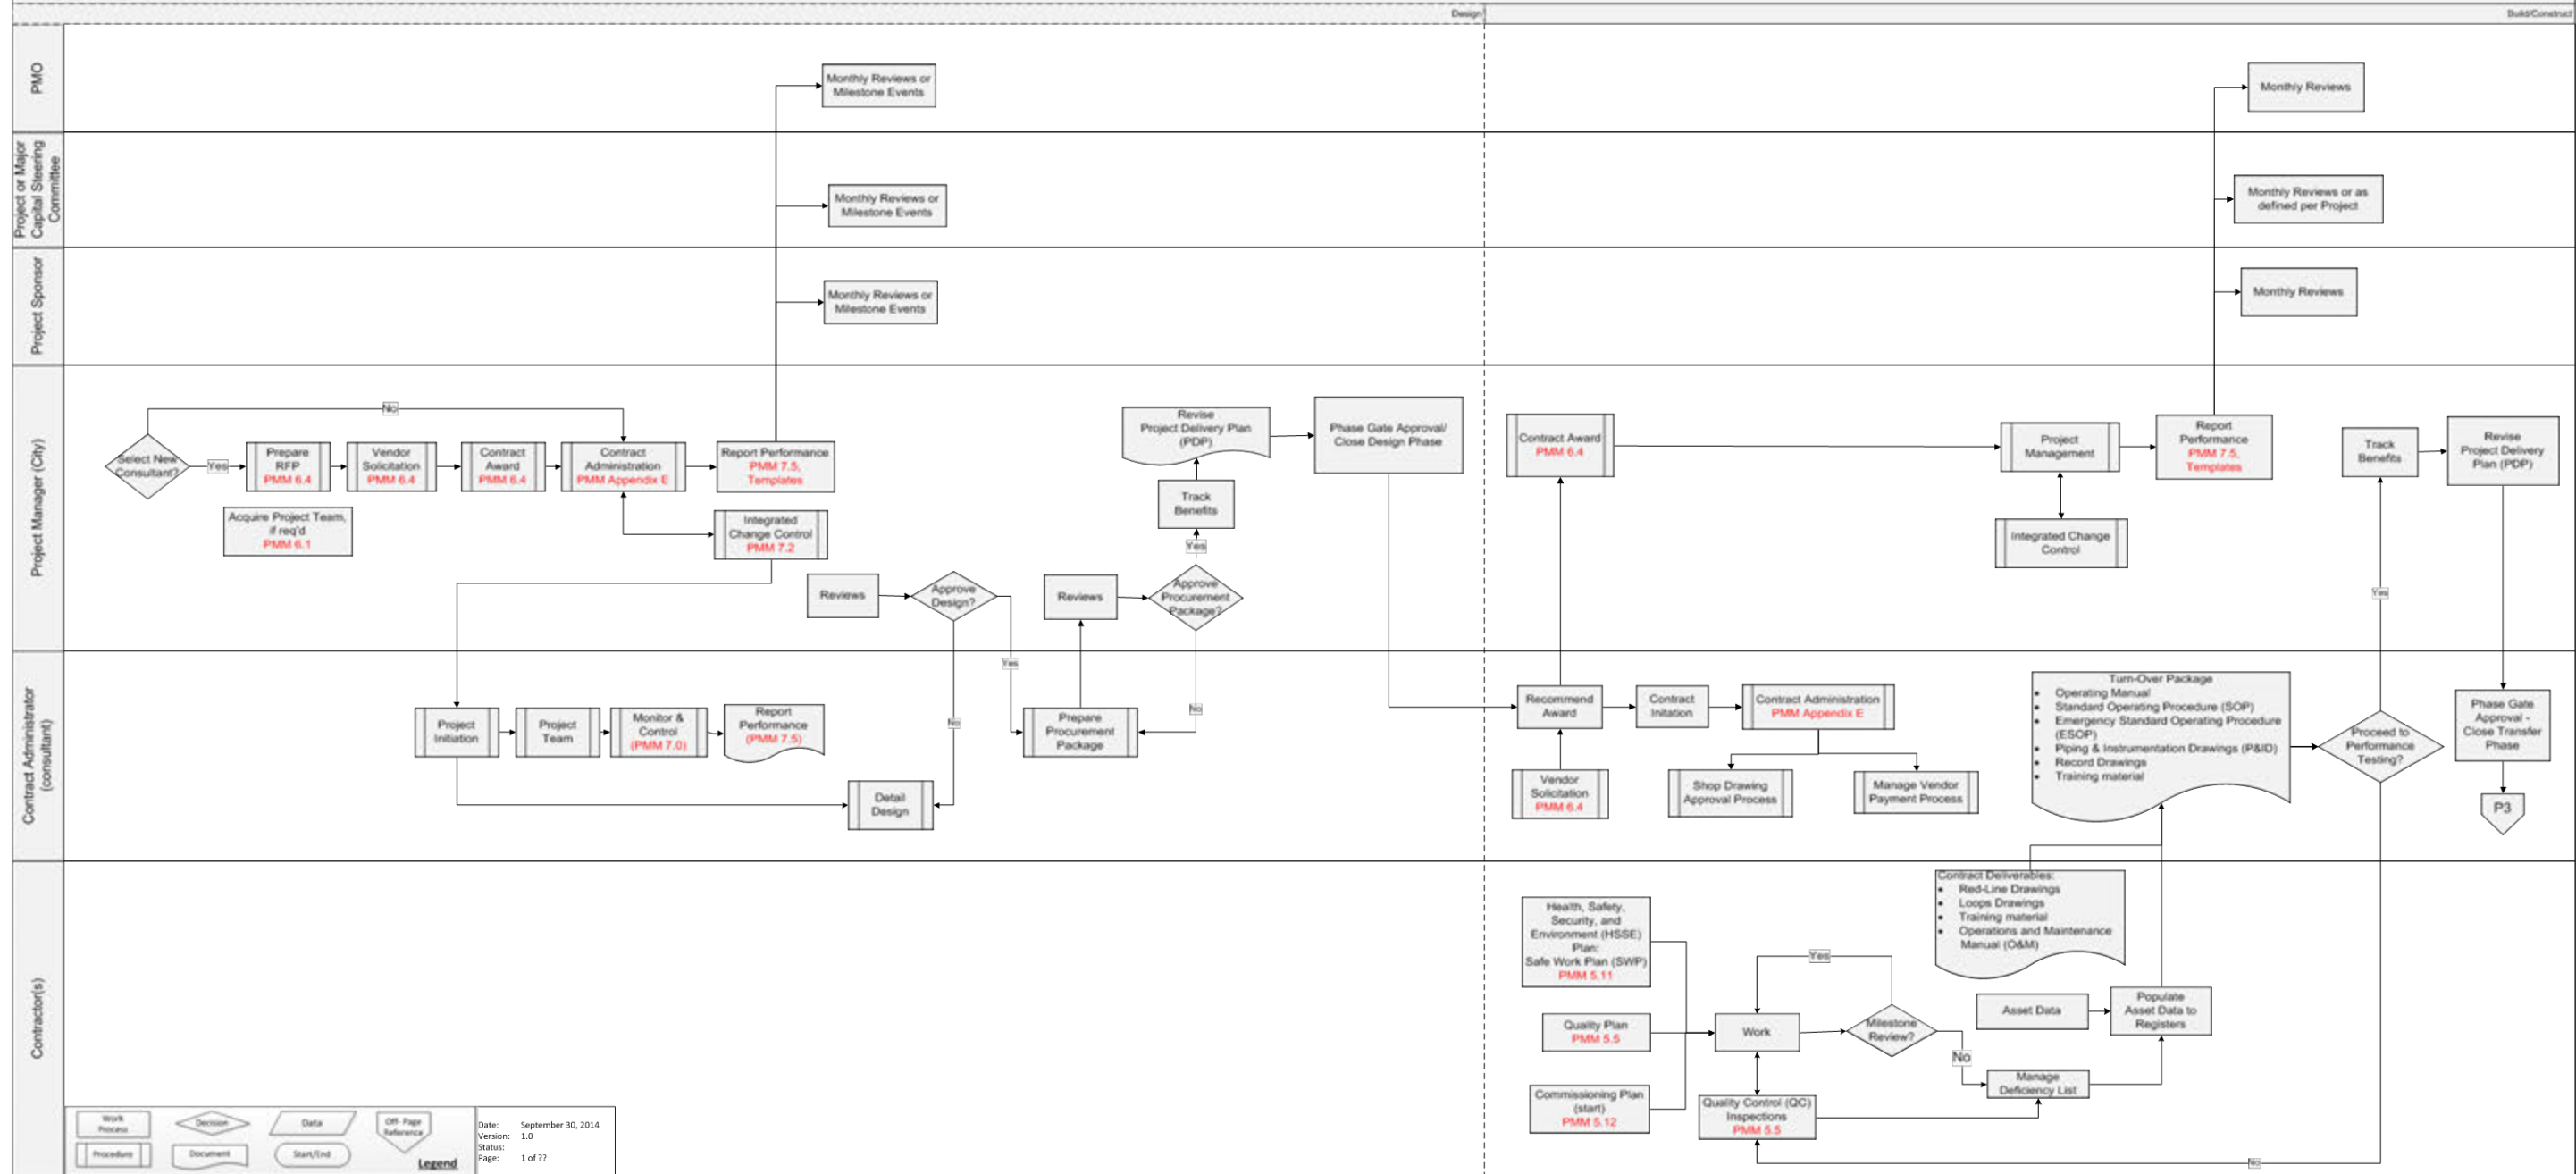 Design
Build/Construct
PMO
Monthly Reviews or
Milestone Events
Monthly Reviews
Project or Major
Capital Steering
Committee
Monthly Reviews or
Milestone Events
Monthly Reviews or as
defined per Project
Project Sponsor
Monthly Reviews or
Milestone Events
Monthly Reviews
Project Manager (City)
Select New
Consultant?
No
Yes
Prepare
RFP
PMM 6.4
Vendor
Solicitation
PMM 6.4
Contract
Award
PMM 6.4
Contract
Administration
PMM Appendix E
Report Performance
PMM 7.5,
Templates
Acquire Project Team,
if req'd
PMM 6.1
Integrated
Change Control
PMM 7.2
Reviews
Approve
Design?
Yes
No
Reviews
Approve
Procurement
Package?
Yes
No
Track
Benefits
Revise
Project Delivery Plan
(PDP)
Phase Gate Approval/
Close Design Phase
Contract Award
PMM 6.4
Project
Management
Report
Performance
PMM 7.5,
Templates
Integrated Change
Control
Track
Benefits
Revise
Project Delivery
Plan (PDP)
Yes
Contract Administrator
(consultant)
Project
Initiation
Project
Team
Monitor &
Control
(PMM 7.0)
Report
Performance
(PMM 7.5)
Detail
Design
Prepare
Procurement
Package
Recommend
Award
Contract
Initation
Contract Administration
PMM Appendix E
Vendor
Solicitation
PMM 6.4
Shop Drawing
Approval Process
Manage Vendor
Payment Process
Turn-Over Package
• Operating Manual
• Standard Operating Procedure (SOP)
• Emergency Standard Operating Procedure
(ESOP)
• Piping & Instrumentation Drawings (P&ID)
• Record Drawings
• Training material
Proceed to
Performance
Testing?
Phase Gate
Approval -
Close Transfer
Phase
P3
Contractor(s)
Health, Safety,
Security, and
Environment (HSSE)
Plan:
Safe Work Plan (SWP)
PMM 5.11
Quality Plan
PMM 5.5
Commissioning Plan
(start)
PMM 5.12
Work
Yes
Milestone
Review?
No
Quality Control (QC)
Inspections
PMM 5.5
Manage
Deficiency List
Contract Deliverables:
• Red-Line Drawings
• Loops Drawings
• Training material
• Operations and Maintenance
Manual (O&M)
Asset Data
Populate
Asset Data to
Registers
No
Work
Process
Decision
Data
Off- Page
Reference
Procedure
Document
Start/End
Legend
Date: September 30, 2014
Version: 1.0
Status:
Page: 1 of ??